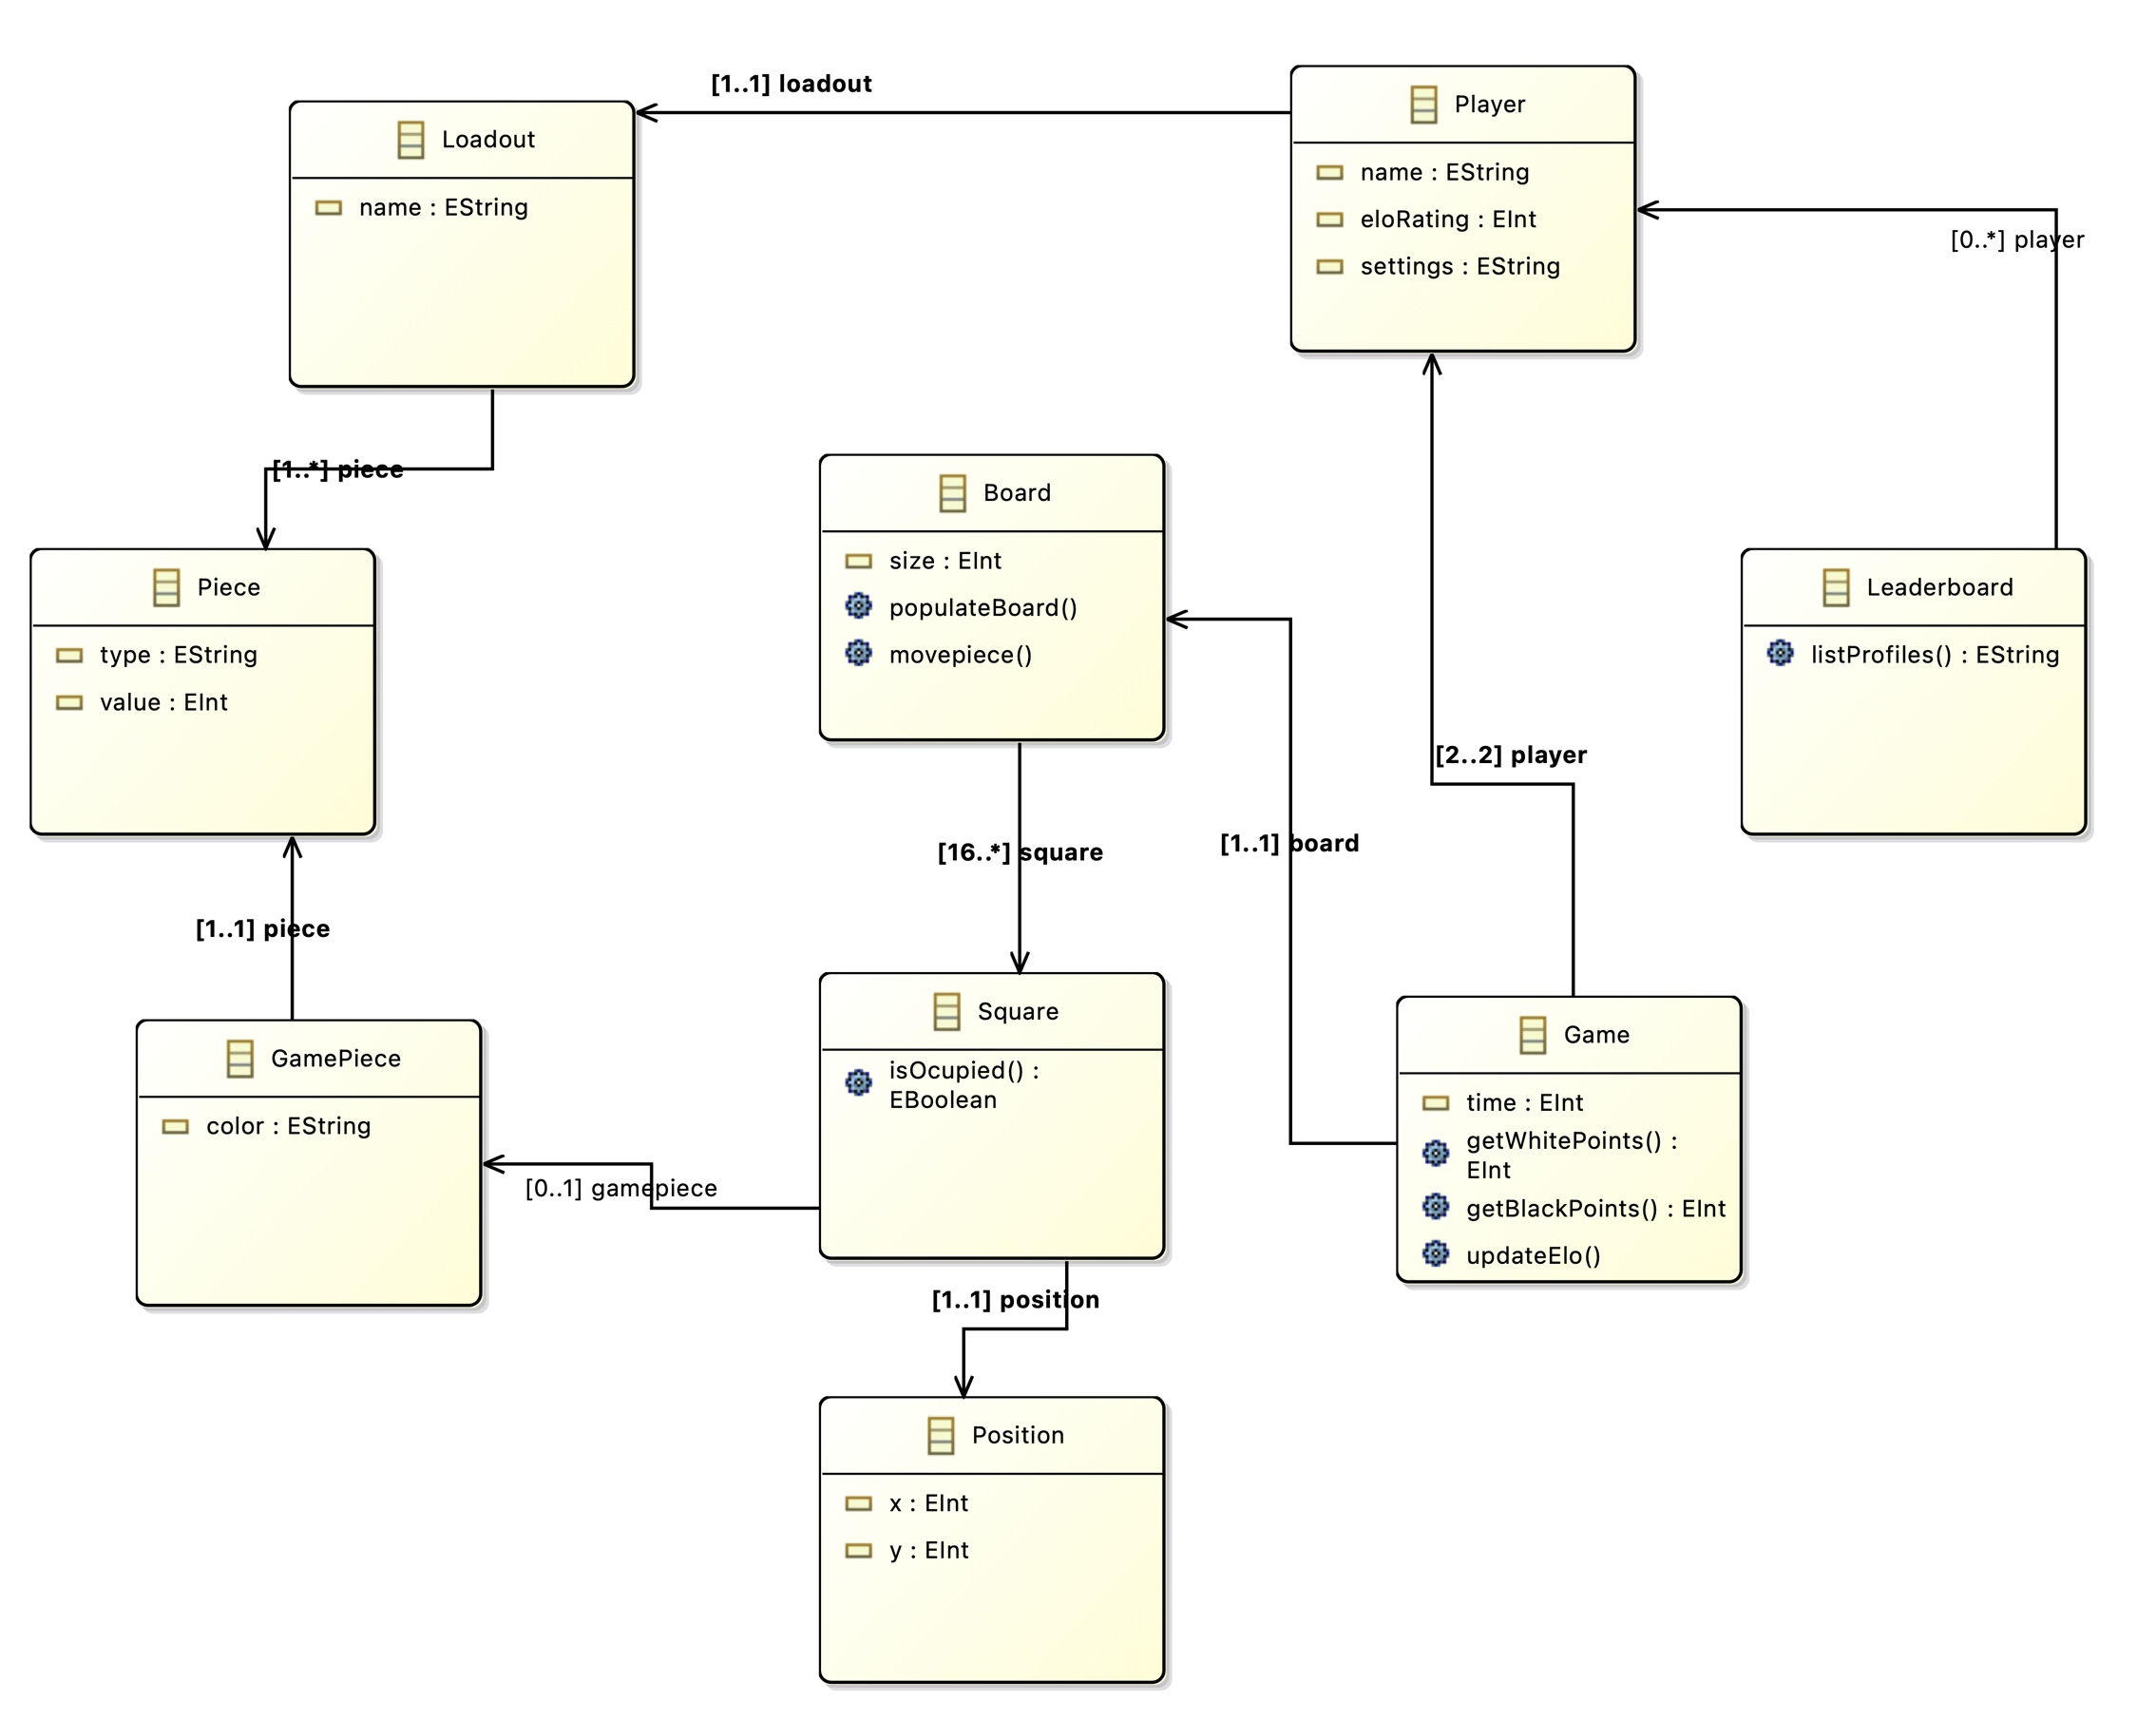 [1..1] loadout
Player
name : EString
eloRating : EInt
settings : EString
Loadout
name : EString
[0..*] player
[1..*] piece
Board
size : EInt
populateBoard()
movepiece()
Piece
type : EString
value : EInt
Leaderboard
listProfiles() : EString
[2..2] player
[1..1] board
[16..*] square
[1..1] piece
Square
isOcupied() :
EBoolean
Game
time : EInt
getWhitePoints() :
EInt
getBlackPoints() : EInt
updateElo()
GamePiece
color : EString
[0..1] gamepiece
[1..1] position
Position
x : EInt
y : EInt